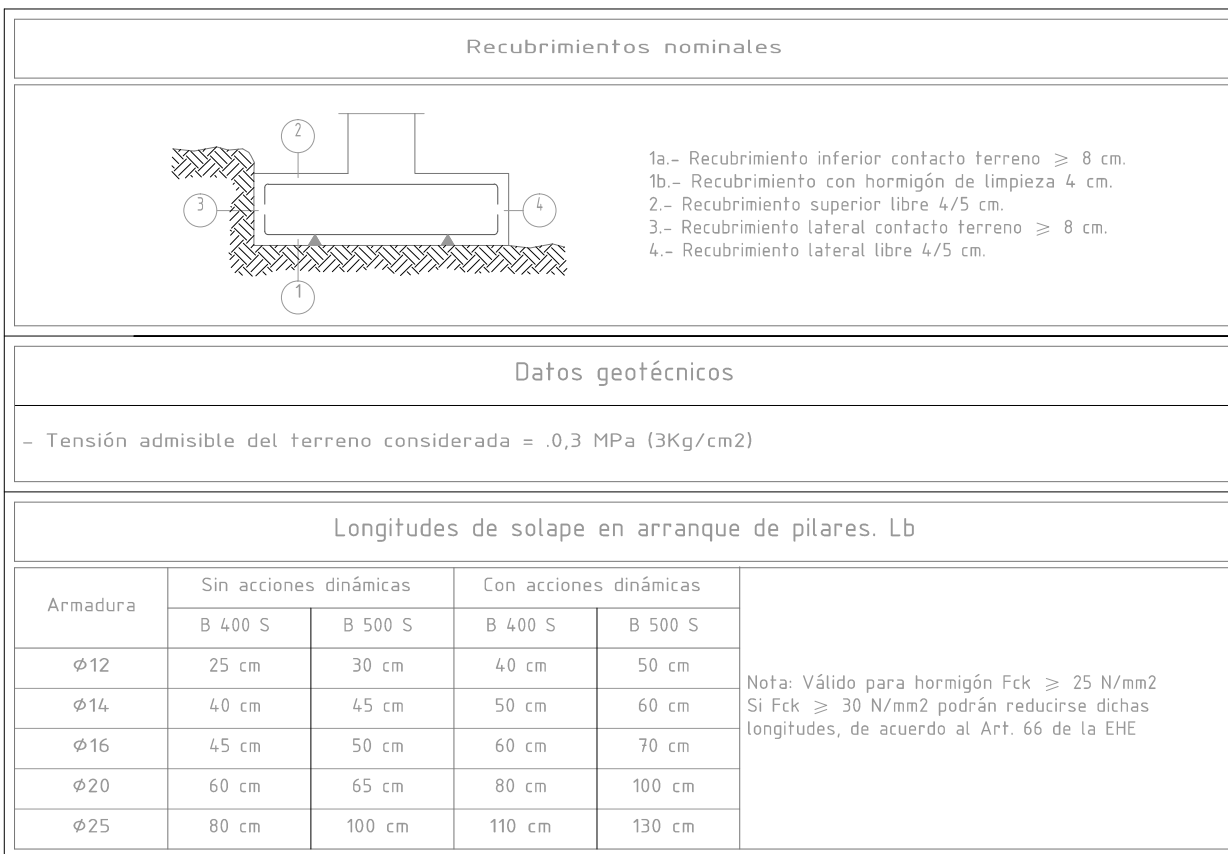 Recubrimientos nominales
2
3
4
1
1a.- Recubrimiento inferior contacto terreno ⩾ 8 cm.
1b.- Recubrimiento con hormigón de limpieza 4 cm.
2.- Recubrimiento superior libre 4/5 cm.
3.- Recubrimiento lateral contacto terreno ⩾ 8 cm.
4.- Recubrimiento lateral libre 4/5 cm.
Datos geotécnicos
- Tensión admisible del terreno considerada = .0,3 MPa (3Kg/cm2)
Longitudes de solape en arranque de pilares. Lb
Armadura Sin acciones dinámicas Con acciones dinámicas
B 400 S B 500 S B 400 S B 500 S
Ø12 25 cm 30 cm 40 cm 50 cm
Ø14 40 cm 45 cm 50 cm 60 cm
Ø16 45 cm 50 cm 60 cm 70 cm
Ø20 60 cm 65 cm 80 cm 100 cm
Ø25 80 cm 100 cm 110 cm 130 cm
Nota: Válido para hormigón Fck ⩾ 25 N/mm2
Si Fck ⩾ 30 N/mm2 podrán reducirse dichas
longitudes, de acuerdo al Art. 66 de la EHE